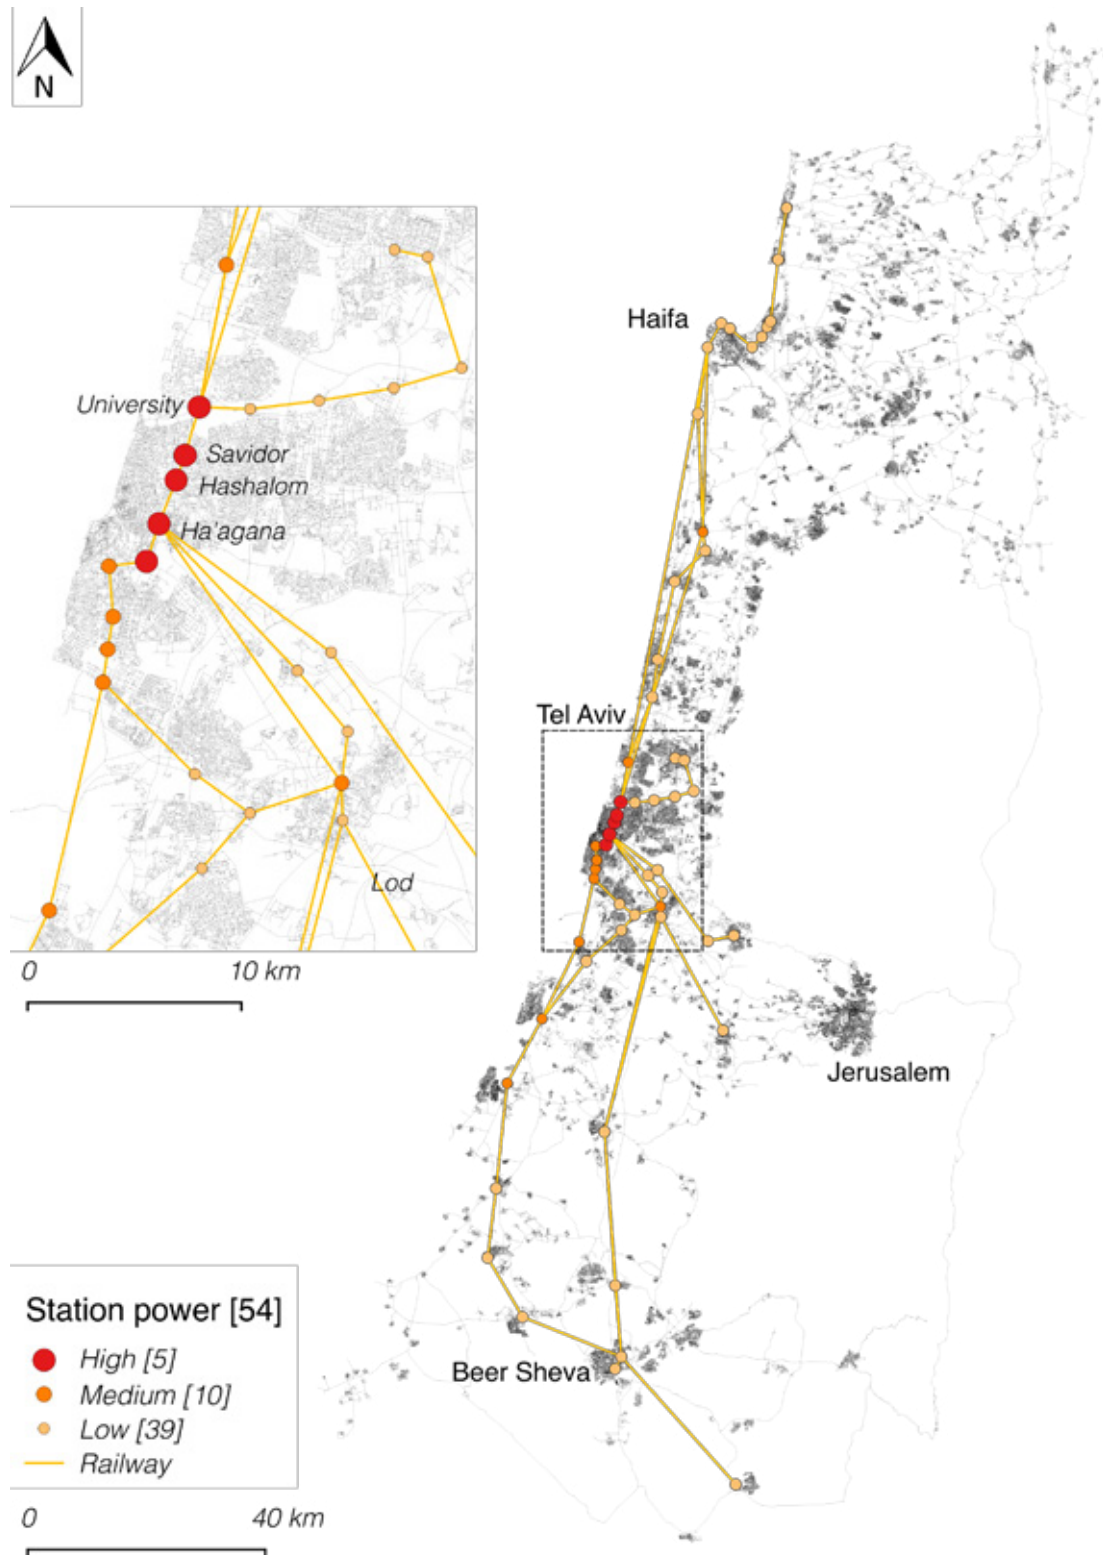 N
Haifa
University
Savidor
Hashalom
Ha'agana
Tel Aviv
Lod
0 10 km
Jerusalem
Station power [54]
High [5]
Medium [10]
Low [39]
Railway
Beer Sheva
0 40 km